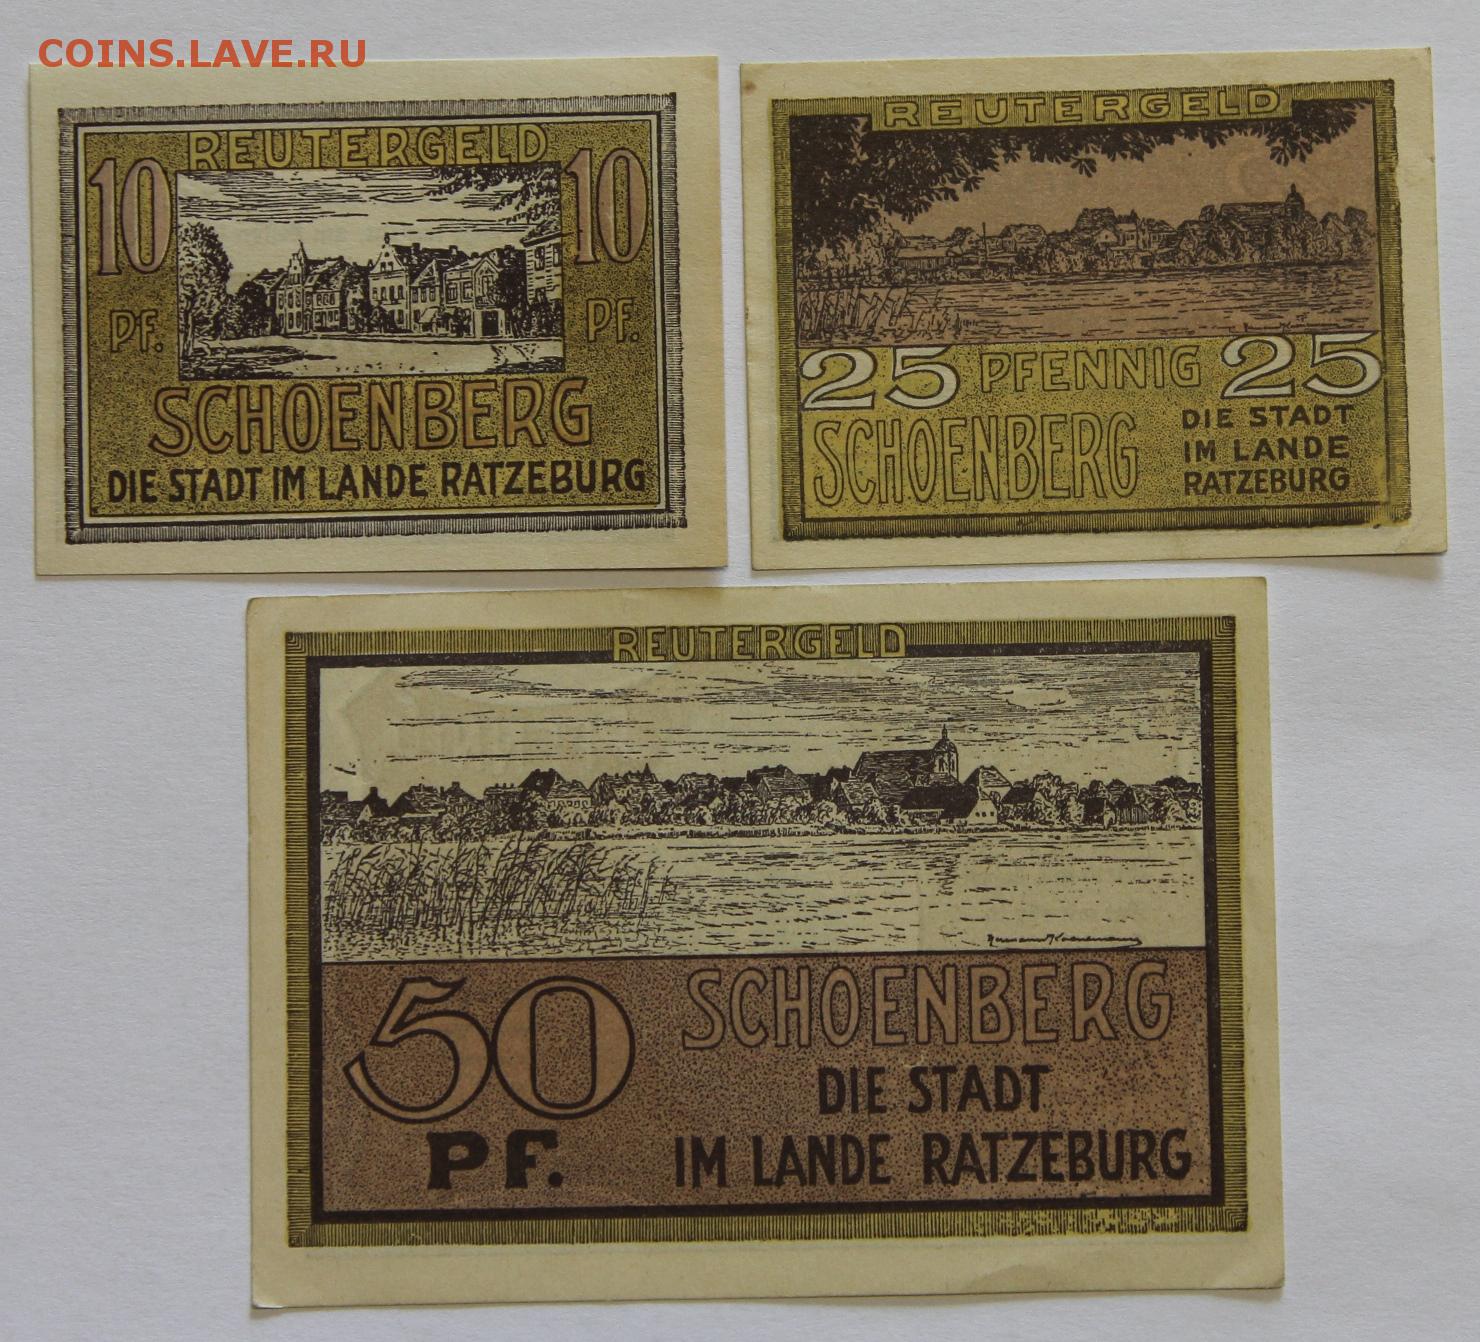 COINS.LAVE.RU
REUTERGELD
10 10
PF. PF.
SCHOENBERG
DIE STADT IM LANDE RATZEBURG
REUTERGELD
25 PFENNIG 25
SCHOENBERG
DIE STADT
IM LANDE
RATZEBURG
REUTERGELD
50
PF.
SCHOENBERG
DIE STADT
IM LANDE RATZEBURG